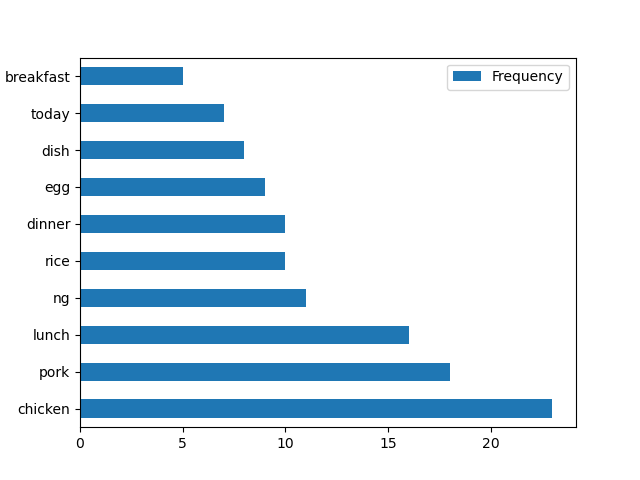 Frequency
breakfast
today
dish
egg
dinner
rice
ng
lunch
pork
chicken
0 5 10 15 20